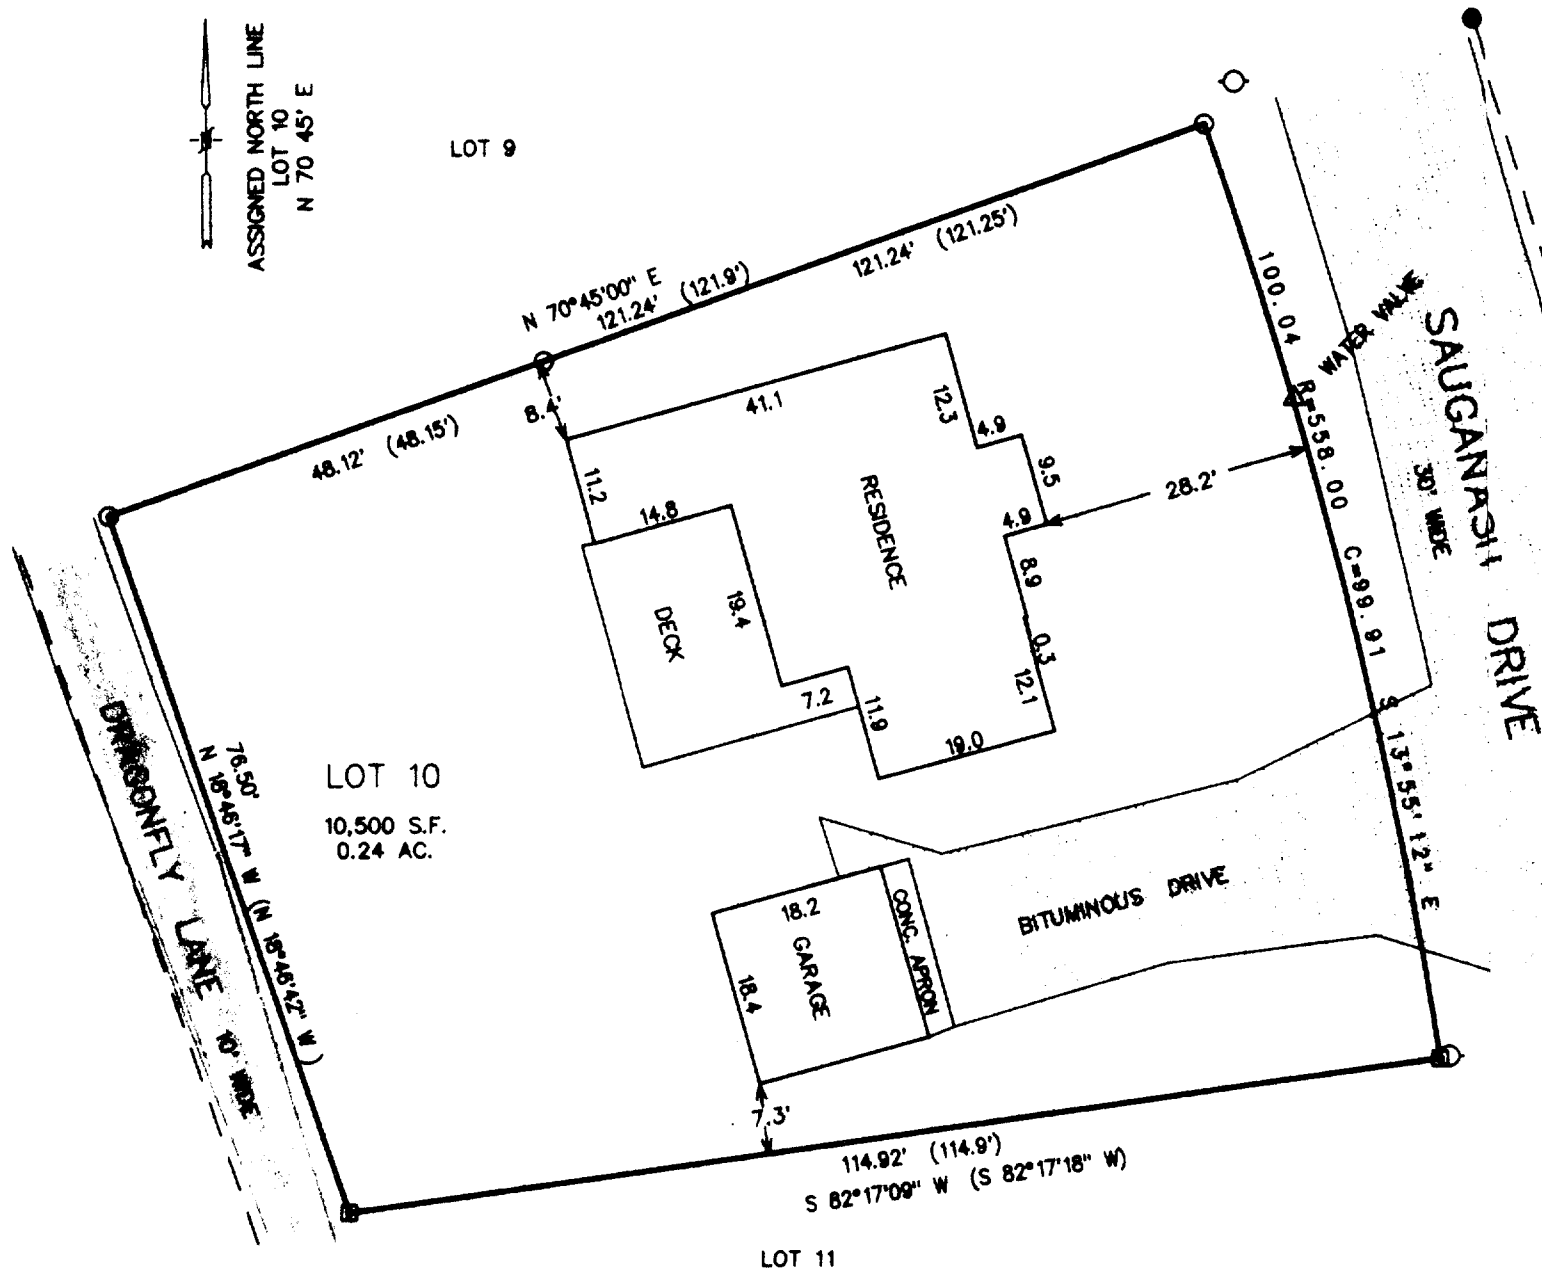 ASSIGNED NORTH LINE
LOT 10
N 70 45' E
LOT 9
N 70°45'00" E
121.24' (121.9')
121.24' (121.25')
48.12' (48.15')
8.4'
41.1
12.3
4.9
9.5
4.9
28.2'
11.2
14.8
19.4
7.2
11.9
19.0
8.9
0.3
12.1
RESIDENCE
DECK
100.04 R=558.00 C=99.91 S 13°55'12" E
WATER VALVE
SAUGANASH DRIVE
30' WIDE
DRAGONFLY LANE 10' WIDE
76.50'
N 18°46'17" W (N 18°46'42" W)
LOT 10
10,500 S.F.
0.24 AC.
18.2
18.4
GARAGE
CONC. APRON
BITUMINOUS DRIVE
7.3'
114.92' (114.9')
S 82°17'09" W (S 82°17'18" W)
LOT 11